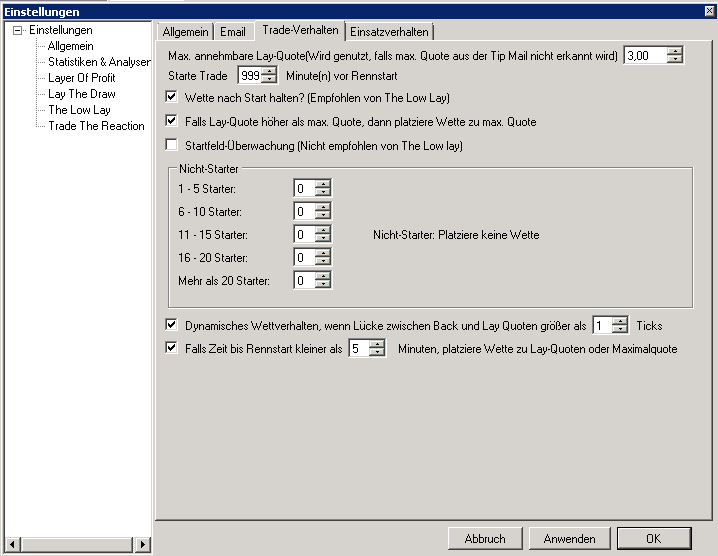 Einstellungen
Einstellungen
Allgemein
Statistiken & Analyser
Layer Of Profit
Lay The Draw
The Low Lay
Trade The Reaction
Allgemein Email Trade-Verhalten Einsatzverhalten
Max. annehmbare Lay-Quote(Wird genutzt, falls max. Quote aus der Tip Mail nicht erkannt wird) 3,00
Starte Trade 999 Minute(n) vor Rennstart
Wette nach Start halten? (Empfohlen von The Low Lay)
Falls Lay-Quote höher als max. Quote, dann platziere Wette zu max. Quote
Startfeld-Überwachung (Nicht empfohlen von The Low lay)
Nicht-Starter
1 - 5 Starter: 0
6 - 10 Starter: 0
11 - 15 Starter: 0 Nicht-Starter: Platziere keine Wette
16 - 20 Starter: 0
Mehr als 20 Starter: 0
Dynamisches Wettverhalten, wenn Lücke zwischen Back und Lay Quoten größer als 1 Ticks
Falls Zeit bis Rennstart kleiner als 5 Minuten, platziere Wette zu Lay-Quoten oder Maximalquote
Abbruch Anwenden OK